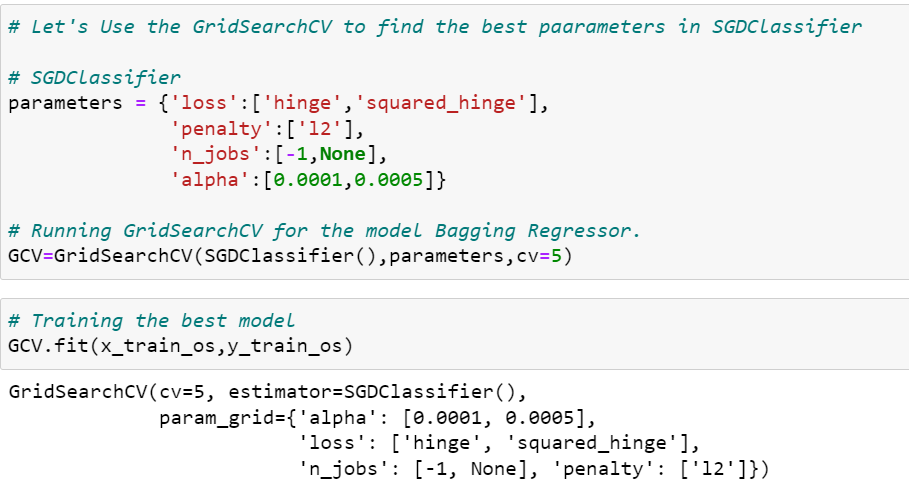 # Let's Use the GridSearchCV to find the best paarameters in SGDClassifier
# SGDClassifier
parameters = {'loss':['hinge','squared_hinge'],
'penalty':['l2'],
'n_jobs':[-1,None],
'alpha':[0.0001,0.0005]}
# Running GridSearchCV for the model Bagging Regressor.
GCV=GridSearchCV(SGDClassifier(),parameters,cv=5)
# Training the best model
GCV.fit(x_train_os,y_train_os)
GridSearchCV(cv=5, estimator=SGDClassifier(),
param_grid={'alpha': [0.0001, 0.0005],
'loss': ['hinge', 'squared_hinge'],
'n_jobs': [-1, None], 'penalty': ['l2']})